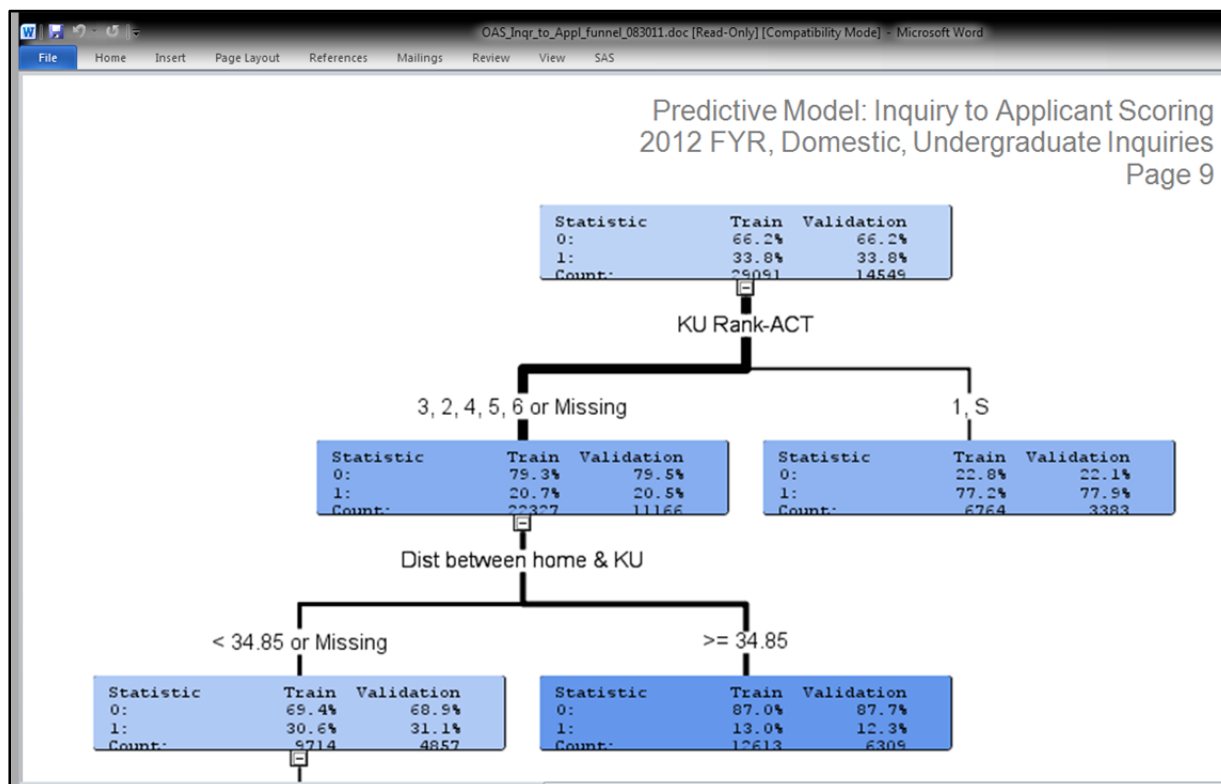 OAS_Inqr_to_Appl_funnel_083011.doc [Read-Only] [Compatibility Mode] - Microsoft Word
File Home Insert Page Layout References Mailings Review View SAS
Predictive Model: Inquiry to Applicant Scoring
2012 FYR, Domestic, Undergraduate Inquiries
Page 9
Statistic Train Validation
0: 66.2% 66.2%
1: 33.8% 33.8%
Count: 29091 14549
KU Rank-ACT
3, 2, 4, 5, 6 or Missing
Statistic Train Validation
0: 79.3% 79.5%
1: 20.7% 20.5%
Count: 22327 11166
1, S
Statistic Train Validation
0: 22.8% 22.1%
1: 77.2% 77.9%
Count: 6764 3383
Dist between home & KU
< 34.85 or Missing
Statistic Train Validation
0: 69.4% 68.9%
1: 30.6% 31.1%
Count: 9714 4857
>= 34.85
Statistic Train Validation
0: 87.0% 87.7%
1: 13.0% 12.3%
Count: 12613 6309